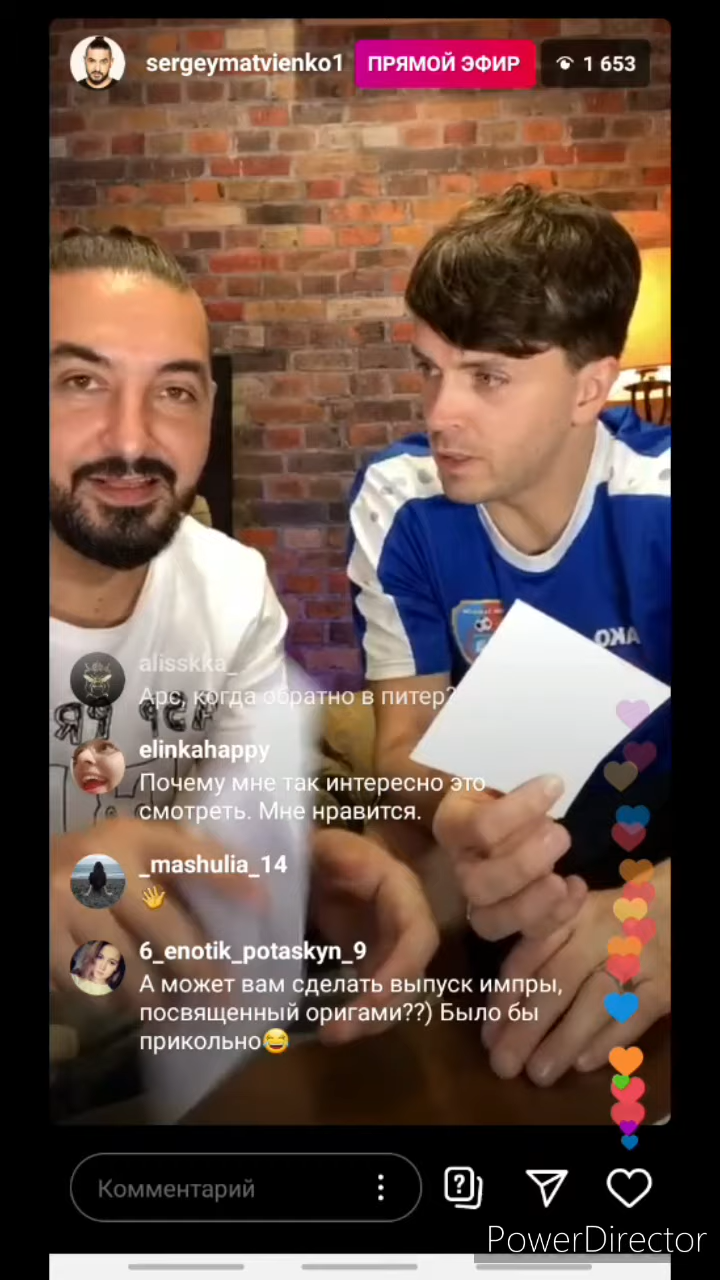 sergeymatvienko1 ПРЯМОЙ ЭФИР 1 653
alisskka_
Арс, когда обратно в питер?
elinkahappy
Почему мне так интересно это
смотреть. Мне нравится.
_mashulia_14
👋
6_enotik_potaskyn_9
А может вам сделать выпуск импры,
посвященный оригами??) Было бы
прикольно😂
Комментарий
PowerDirector